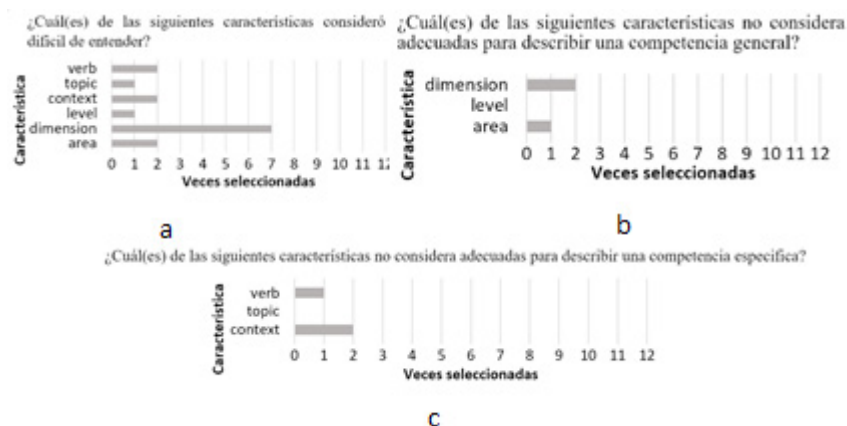 ¿Cuál(es) de las siguientes características consideró
difícil de entender?
Característica
verb
topic
context
level
dimension
area
0 1 2 3 4 5 6 7 8 9 10 11 12
Veces seleccionadas
a
¿Cuál(es) de las siguientes características no considera
adecuadas para describir una competencia general?
Característica
dimension
level
area
0 1 2 3 4 5 6 7 8 9 10 11 12
Veces seleccionadas
b
¿Cuál(es) de las siguientes características no considera adecuadas para describir una competencia especifica?
Característica
verb
topic
context
0 1 2 3 4 5 6 7 8 9 10 11 12
Veces seleccionadas
c